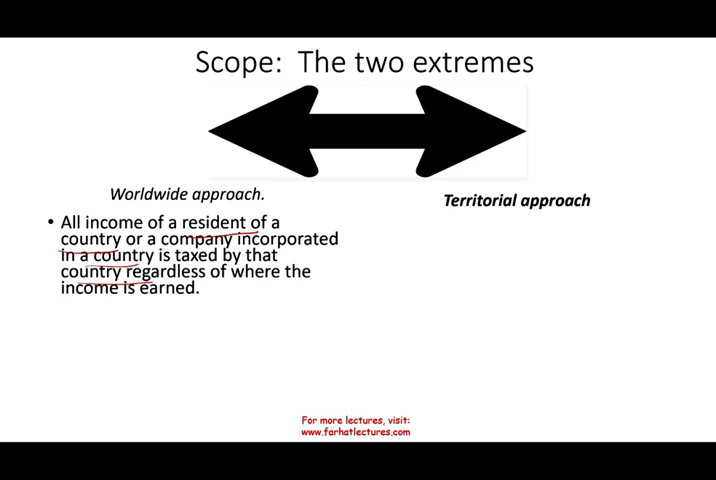 Scope: The two extremes
Worldwide approach.
Territorial approach
• All income of a resident of a
country or a company incorporated
in a country is taxed by that
country regardless of where the
income is earned.
For more lectures, visit:
www.farhatlectures.com